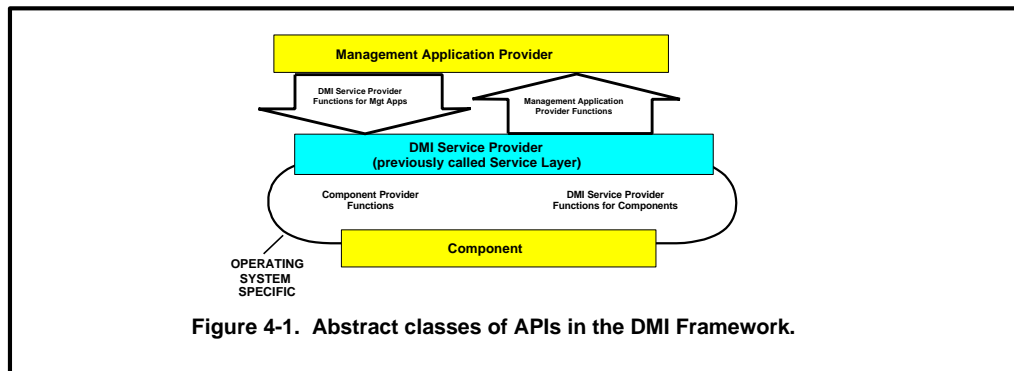 Management Application Provider
DMI Service Provider
Functions for Mgt Apps
Management Application
Provider Functions
DMI Service Provider
(previously called Service Layer)
Component Provider
Functions
DMI Service Provider
Functions for Components
Component
OPERATING
SYSTEM
SPECIFIC
Figure 4-1. Abstract classes of APIs in the DMI Framework.